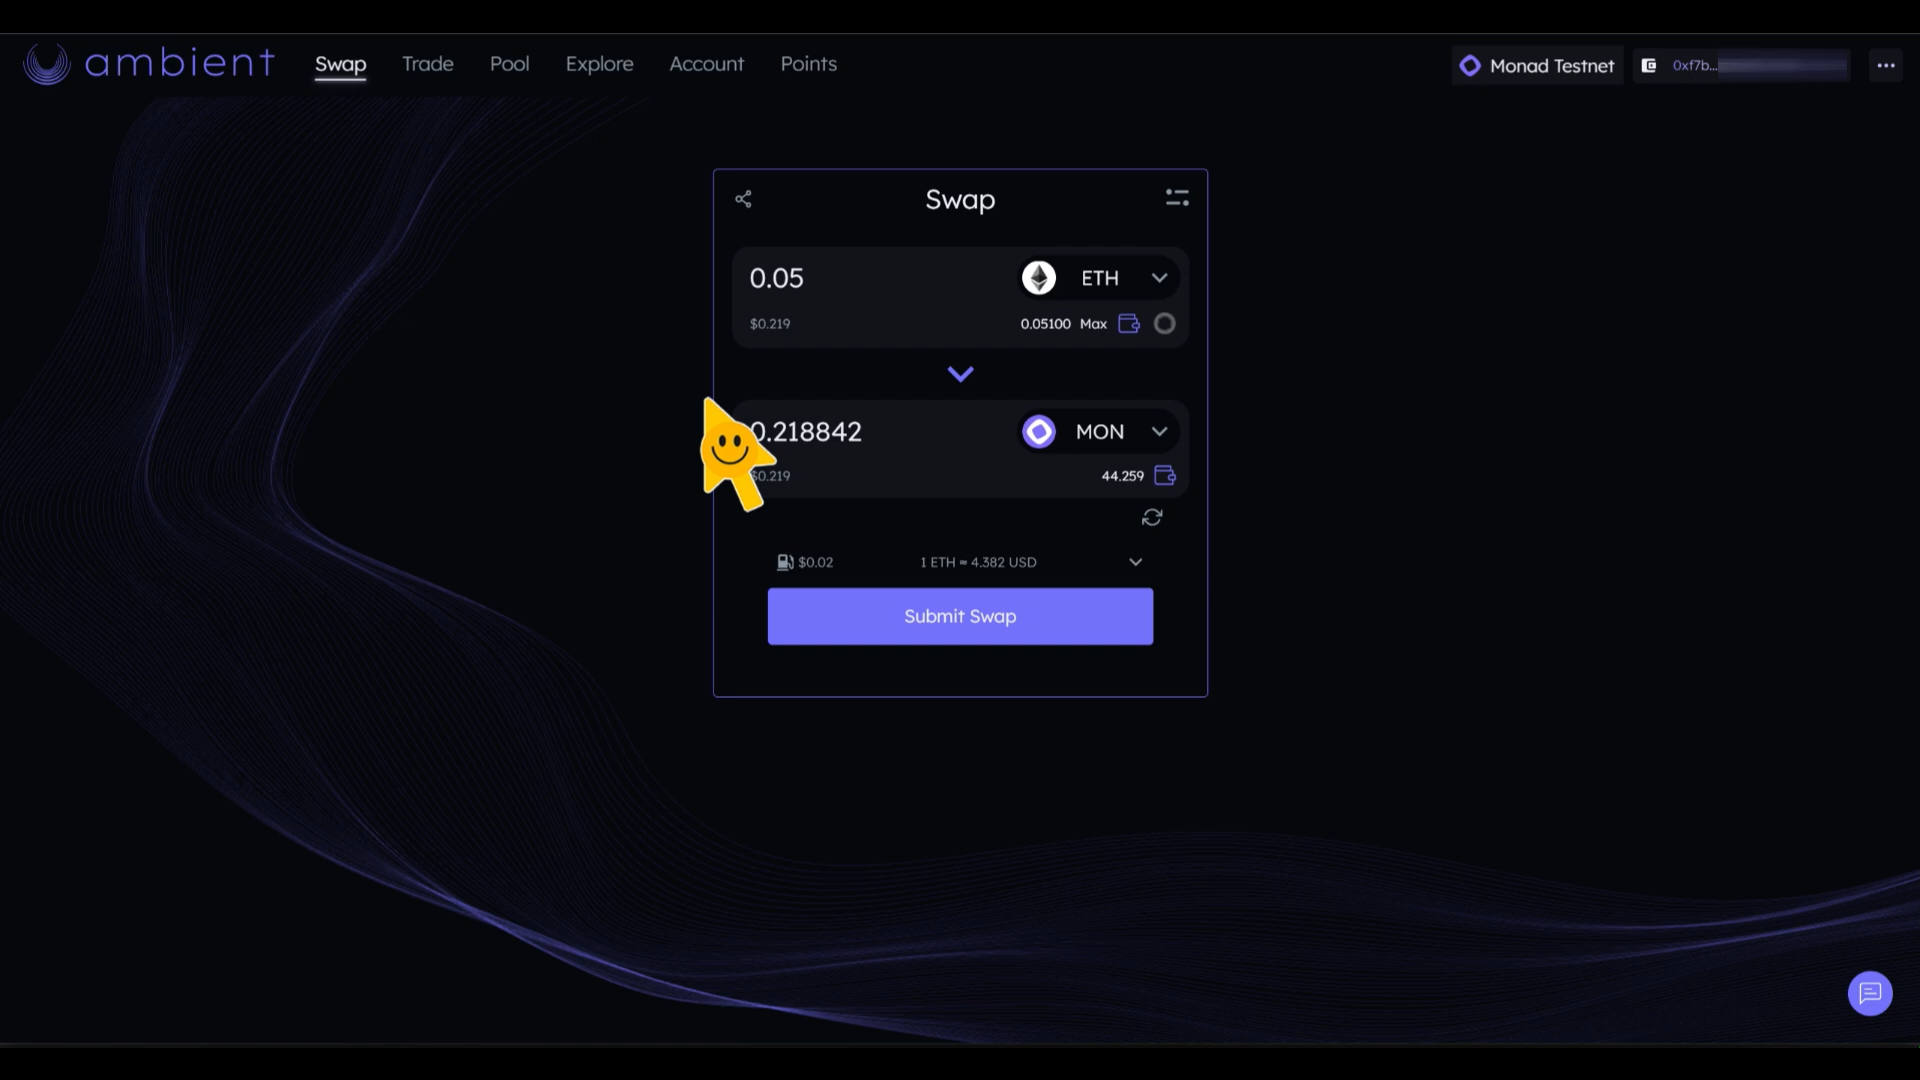 ambient Swap Trade Pool Explore Account Points Monad Testnet 0xf7b...
Swap
0.05 ETH
$0.219 0.05100 Max
0.218842 MON
$0.219 44.259
$0.02 1 ETH ≈ 4.382 USD
Submit Swap